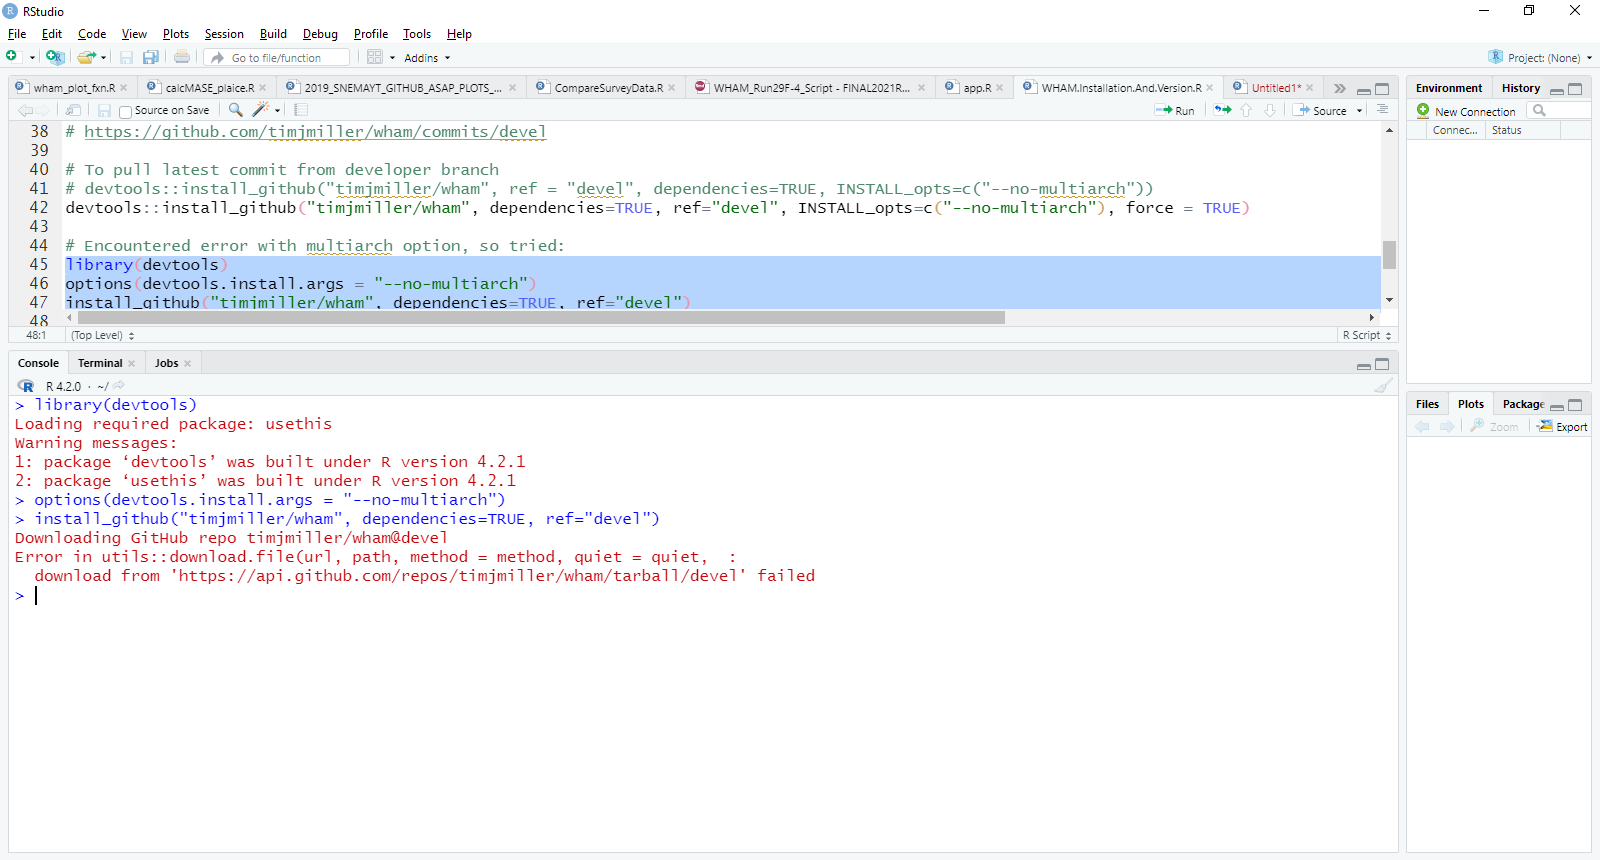 RStudio
File Edit Code View Plots Session Build Debug Profile Tools Help
Go to file/function Addins Project: (None)
wham_plot_fxn.R calcMASE_plaice.R 2019_SNEMAYT_GITHUB_ASAP_PLOTS_... CompareSurveyData.R WHAM_Run29F-4_Script - FINAL2021R... app.R WHAM.Installation.And.Version.R Untitled1*
Source on Save Run Source
38 # https://github.com/timjmiller/wham/commits/devel
39
40 # To pull latest commit from developer branch
41 # devtools::install_github("timjmiller/wham", ref = "devel", dependencies=TRUE, INSTALL_opts=c("--no-multiarch"))
42 devtools::install_github("timjmiller/wham", dependencies=TRUE, ref="devel", INSTALL_opts=c("--no-multiarch"), force = TRUE)
43
44 # Encountered error with multiarch option, so tried:
45 library(devtools)
46 options(devtools.install.args = "--no-multiarch")
47 install_github("timjmiller/wham", dependencies=TRUE, ref="devel")
48
48:1 (Top Level) R Script
Console Terminal Jobs
R 4.2.0 · ~/
> library(devtools)
Loading required package: usethis
Warning messages:
1: package ‘devtools’ was built under R version 4.2.1
2: package ‘usethis’ was built under R version 4.2.1
> options(devtools.install.args = "--no-multiarch")
> install_github("timjmiller/wham", dependencies=TRUE, ref="devel")
Downloading GitHub repo timjmiller/wham@devel
Error in utils::download.file(url, path, method = method, quiet = quiet, :
download from 'https://api.github.com/repos/timjmiller/wham/tarball/devel' failed
>
Environment History
New Connection
Connec... Status
Files Plots Package
Zoom Export